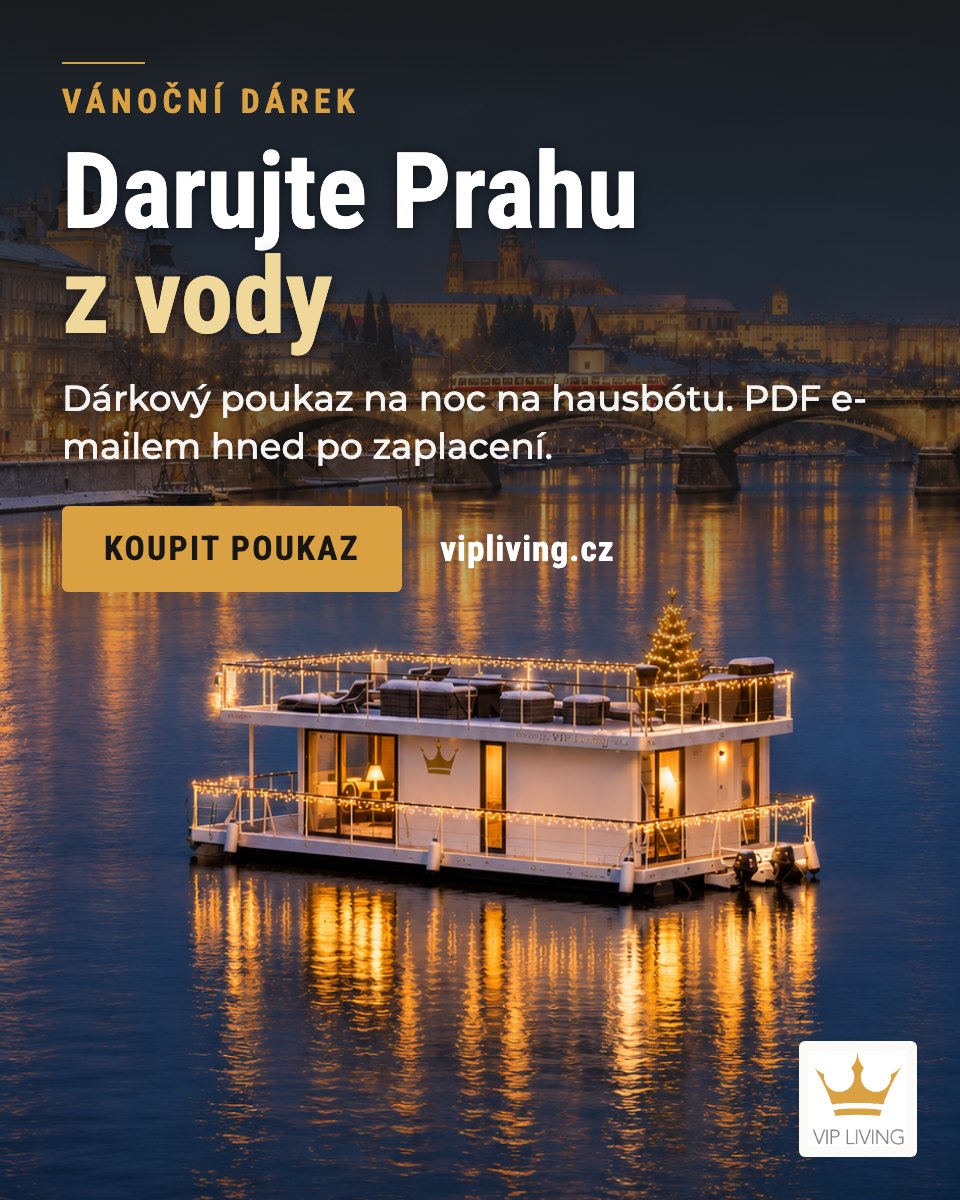 VÁNOČNÍ DÁREK
Darujte Prahu
z vody
Dárkový poukaz na noc na hausbótu. PDF e-
mailem hned po zaplacení.
KOUPIT POUKAZ
vipliving.cz
VIP LIVING